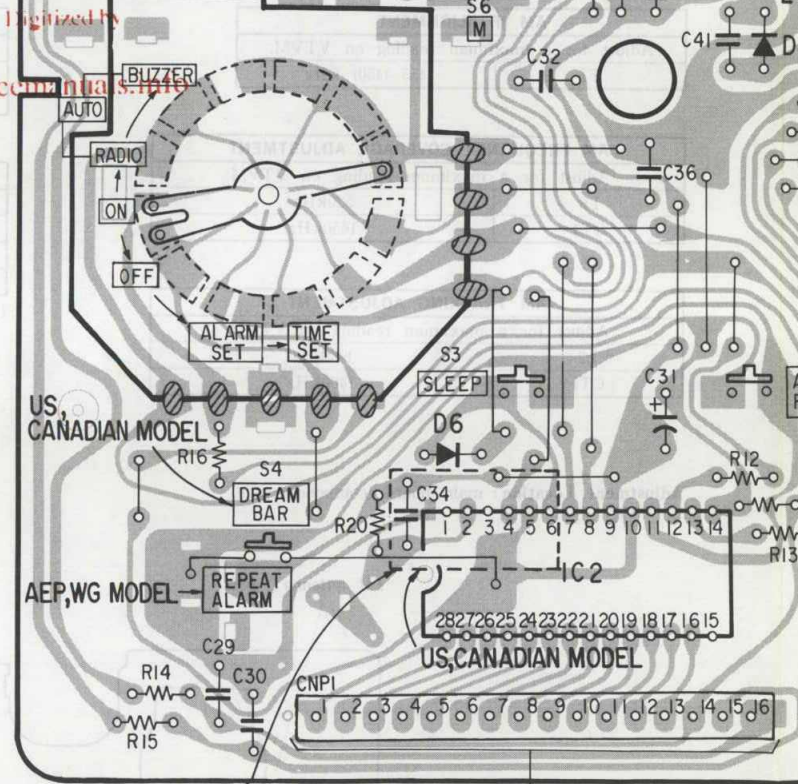 S6
M
Digitized by
C41
D
C32
BUZZER
AUTO
RADIO
C36
ON
OFF
ALARM SET
TIME SET
S3
SLEEP
C31
US,
CANADIAN MODEL
D6
R16
S4
DREAM BAR
C34
R12
R20
1 2 3 4 5 6 7 8 9 10 11 12 13 14
R13
IC2
AEP,WG MODEL
REPEAT ALARM
28 27 26 25 24 23 22 21 20 19 18 17 16 15
C29
US,CANADIAN MODEL
R14
C30
CNP1
1 2 3 4 5 6 7 8 9 10 11 12 13 14 15 16
R15